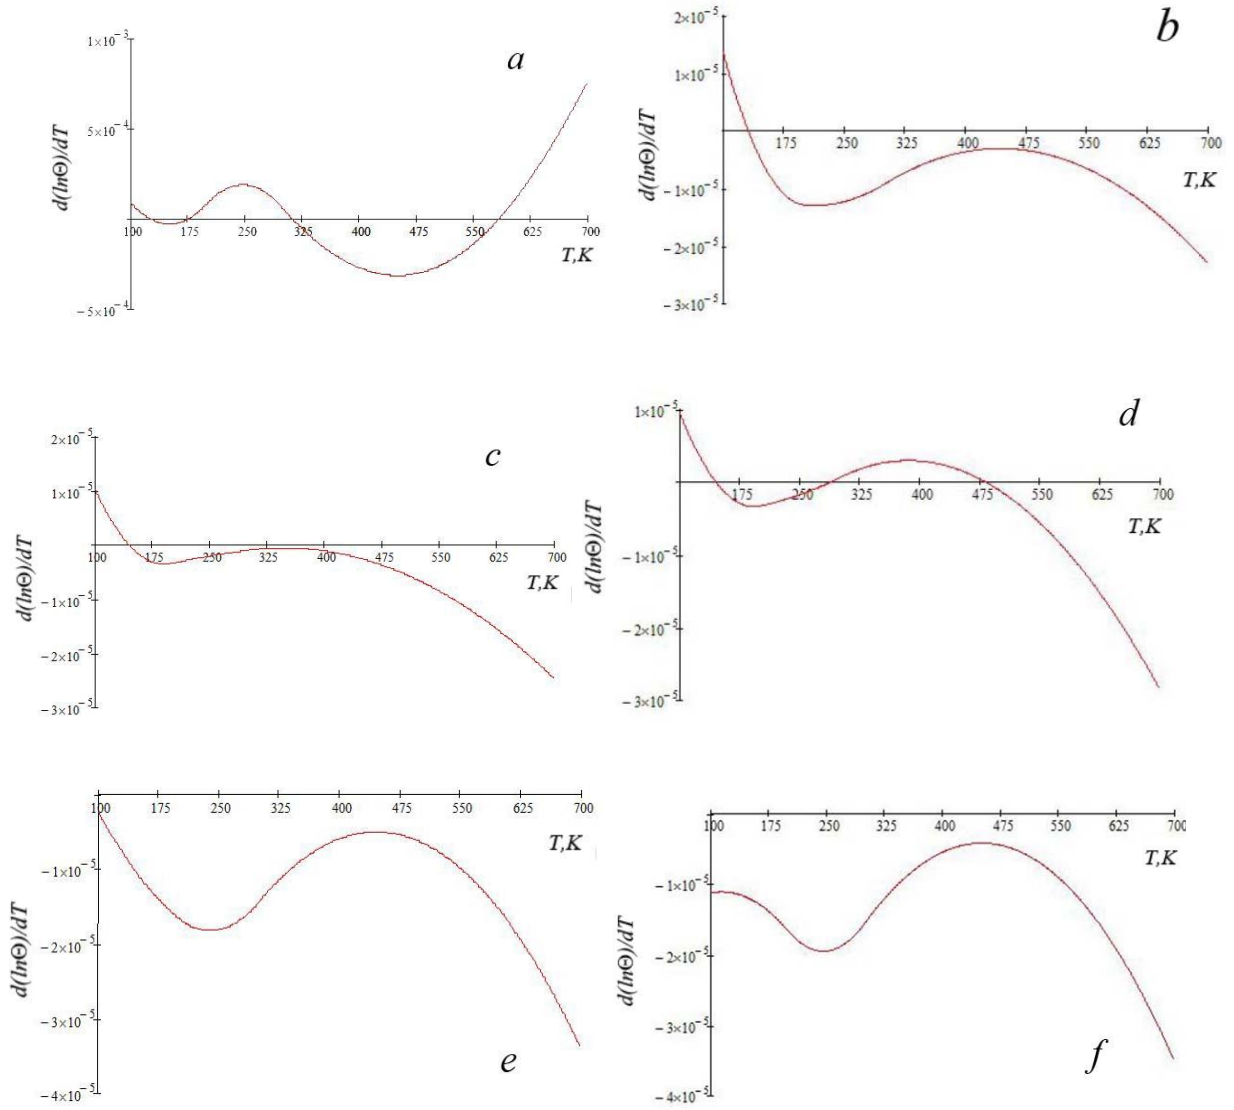 a
1×10⁻³
5×10⁻⁴
−5×10⁻⁴
d(lnΘ)/dT
100 175 250 325 400 475 550 625 700
T,K
b
2×10⁻⁵
1×10⁻⁵
−1×10⁻⁵
−2×10⁻⁵
−3×10⁻⁵
d(lnΘ)/dT
175 250 325 400 475 550 625 700
T,K
c
2×10⁻⁵
1×10⁻⁵
−1×10⁻⁵
−2×10⁻⁵
−3×10⁻⁵
d(lnΘ)/dT
100 175 250 325 400 475 550 625 700
T,K
d
1×10⁻⁵
−1×10⁻⁵
−2×10⁻⁵
−3×10⁻⁵
d(lnΘ)/dT
175 250 325 400 475 550 625 700
T,K
100 175 250 325 400 475 550 625 700
T,K
−1×10⁻⁵
−2×10⁻⁵
−3×10⁻⁵
−4×10⁻⁵
d(lnΘ)/dT
e
100 175 250 325 400 475 550 625 700
T,K
−1×10⁻⁵
−2×10⁻⁵
−3×10⁻⁵
−4×10⁻⁵
d(lnΘ)/dT
f